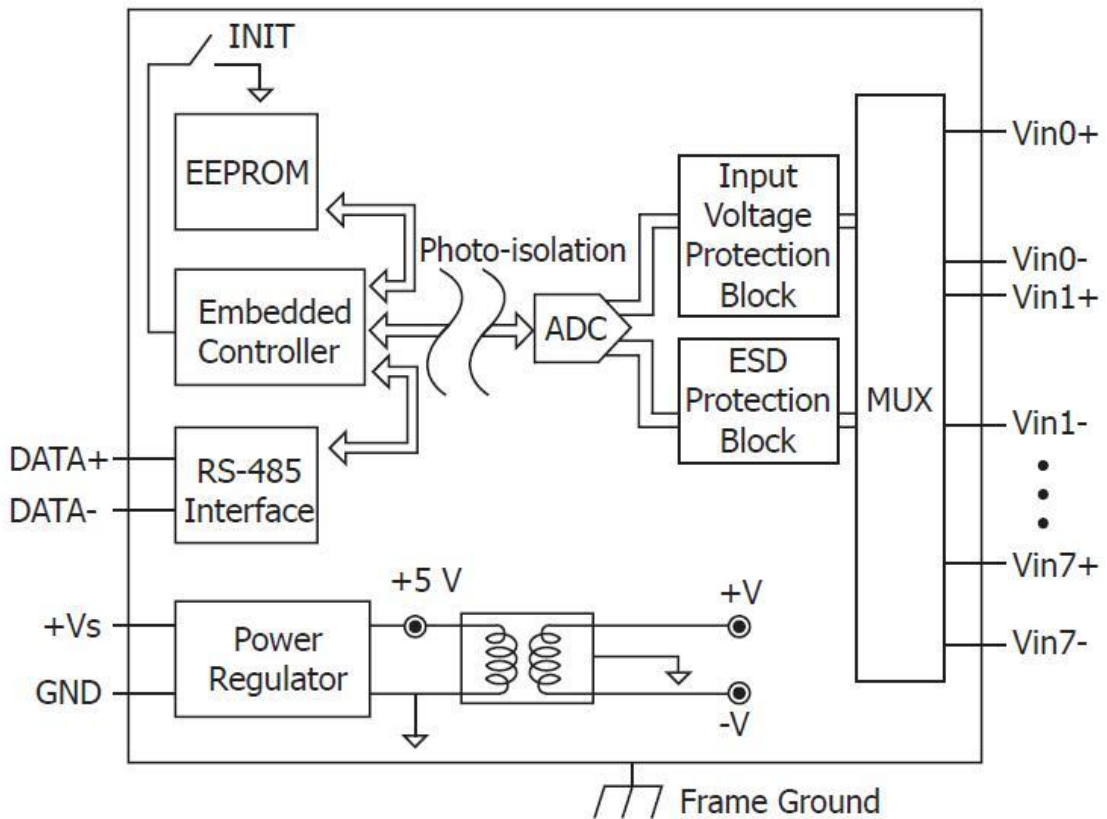 INIT
EEPROM
Photo-isolation
Embedded
Controller
ADC
Input
Voltage
Protection
Block
ESD
Protection
Block
MUX
Vin0+
Vin0-
Vin1+
Vin1-
Vin7+
Vin7-
DATA+
DATA-
RS-485
Interface
+Vs
GND
Power
Regulator
+5 V
+V
-V
Frame Ground